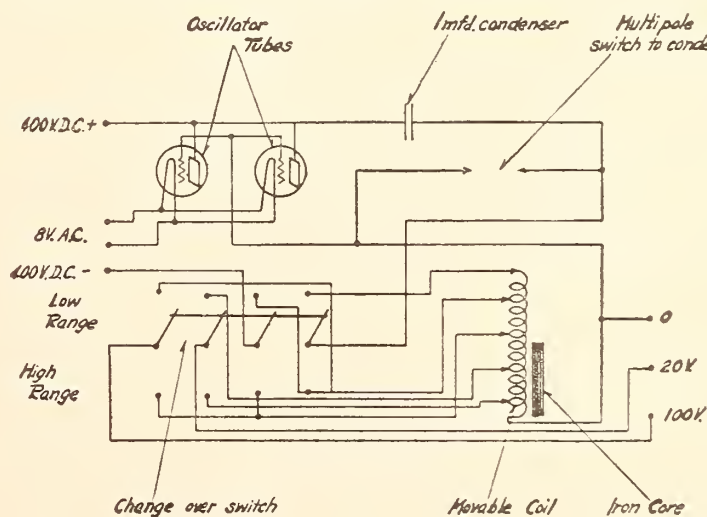 Oscillator
Tubes
1mfd. condenser
Multipole
switch to conde
400V.D.C.+
8V. A.C.
400V.D.C. -
Low
Range
High
Range
0
20V.
100V.
Change over switch
Movable Coil
Iron Core